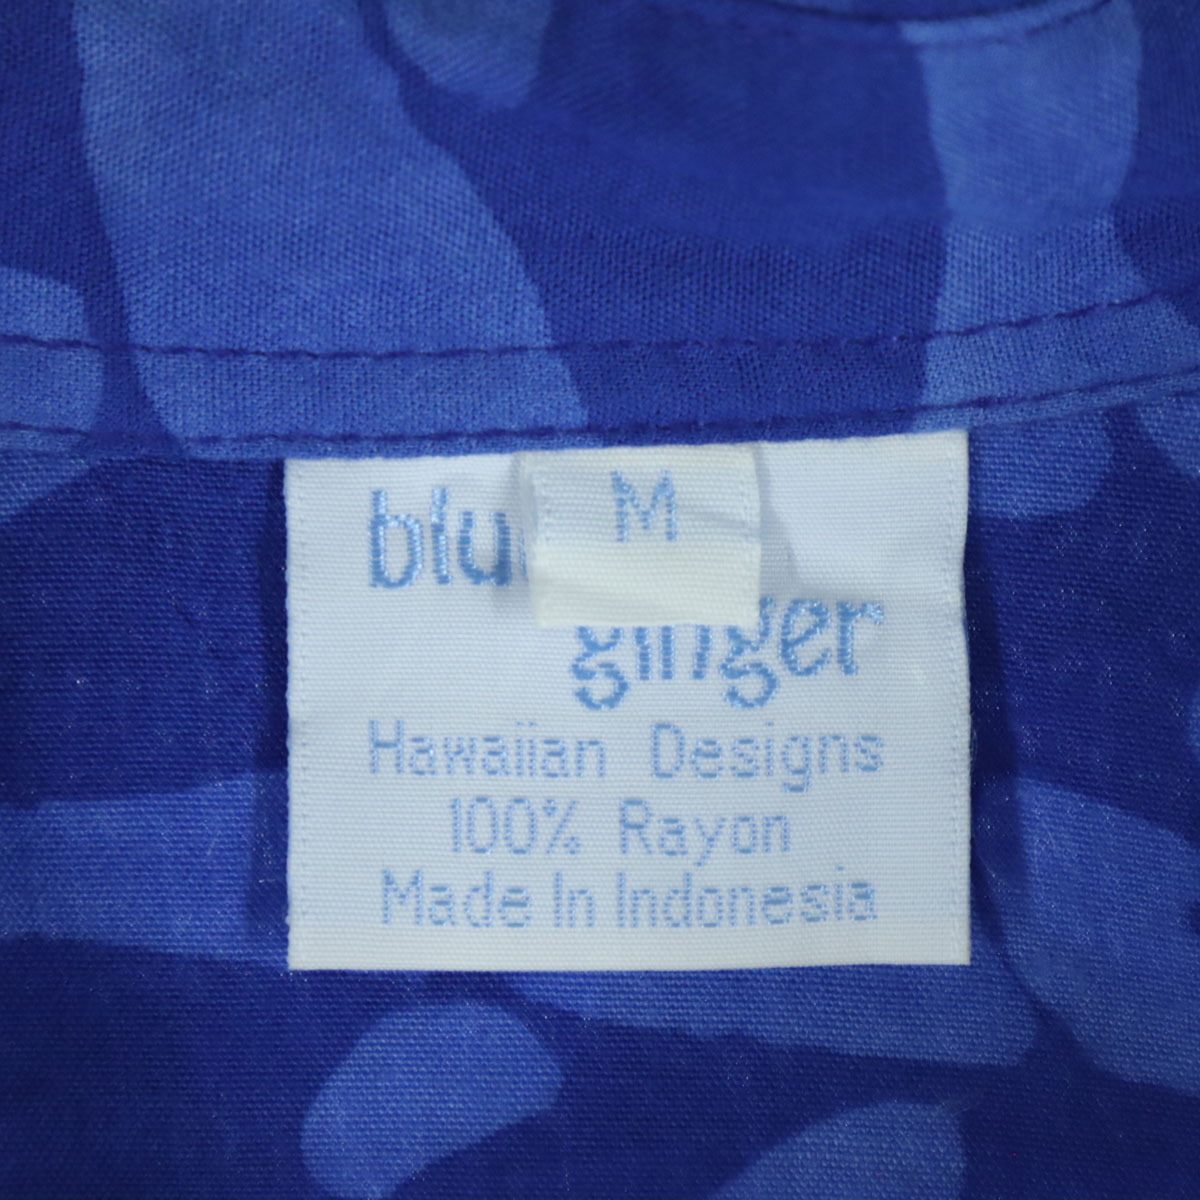 blu
M
ginger
Hawaiian Designs
100% Rayon
Made In Indonesia